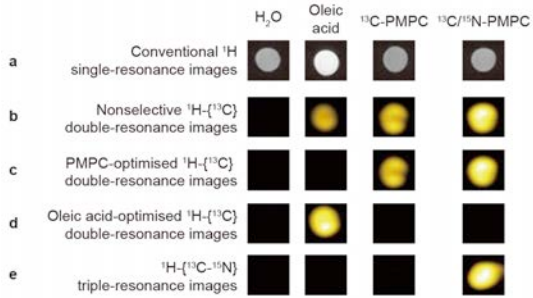 H₂O Oleic acid ¹³C-PMPC ¹³C/¹⁵N-PMPC
a Conventional ¹H
single-resonance images
b Nonselective ¹H-{¹³C}
double-resonance images
c PMPC-optimised ¹H-{¹³C}
double-resonance images
d Oleic acid-optimised ¹H-{¹³C}
double-resonance images
e ¹H-{¹³C-¹⁵N}
triple-resonance images